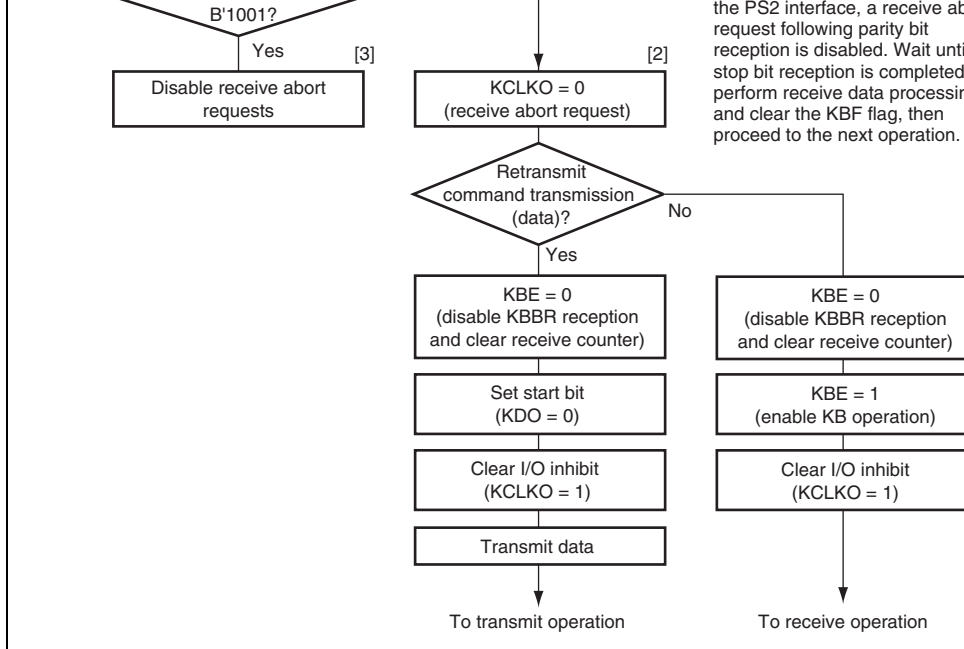 B'1001?
Yes
[3]
Disable receive abort
requests
[2]
KCLKO = 0
(receive abort request)
the PS2 interface, a receive ab
request following parity bit
reception is disabled. Wait unti
stop bit reception is completed
perform receive data processin
and clear the KBF flag, then
proceed to the next operation.
Retransmit
command transmission
(data)?
No
Yes
KBE = 0
(disable KBBR reception
and clear receive counter)
Set start bit
(KDO = 0)
Clear I/O inhibit
(KCLKO = 1)
Transmit data
To transmit operation
KBE = 0
(disable KBBR reception
and clear receive counter)
KBE = 1
(enable KB operation)
Clear I/O inhibit
(KCLKO = 1)
To receive operation